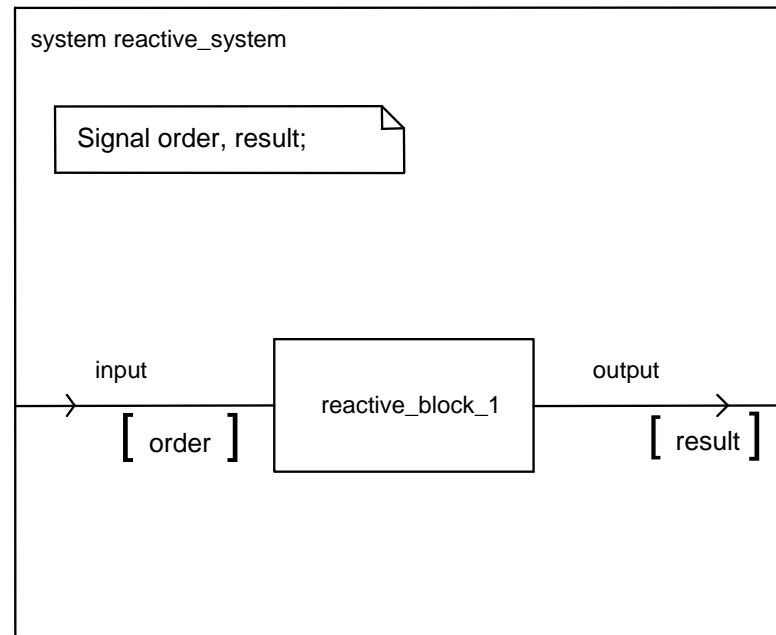 system reactive_system
Signal order, result;
input
output
reactive_block_1
[ order ]
[ result ]